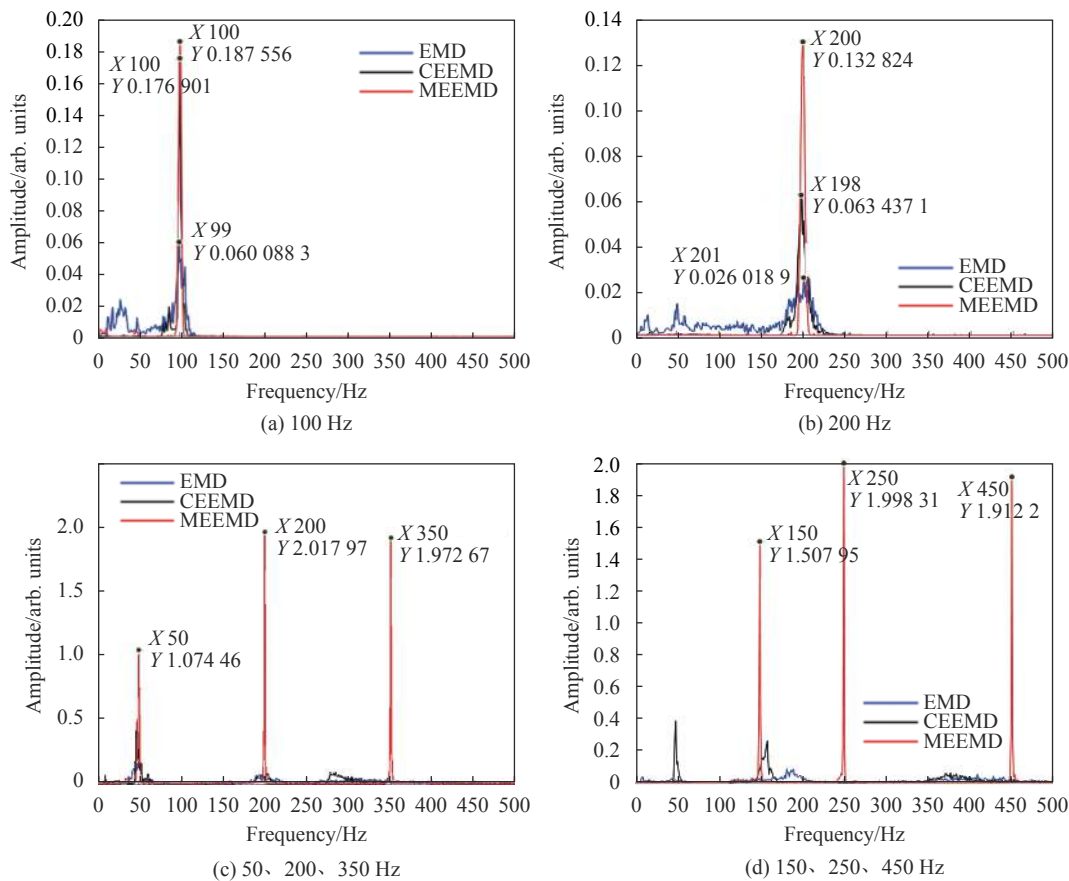 0.20
0.18
0.16
0.14
0.12
0.10
0.08
0.06
0.04
0.02
0
Amplitude/arb. units
X 100
Y 0.187 556
X 100
Y 0.176 901
X 99
Y 0.060 088 3
EMD
CEEMD
MEEMD
0 50 100 150 200 250 300 350 400 450 500
Frequency/Hz
(a) 100 Hz
0.14
0.12
0.10
0.08
0.06
0.04
0.02
0
Amplitude/arb. units
X 200
Y 0.132 824
X 198
Y 0.063 437 1
X 201
Y 0.026 018 9
EMD
CEEMD
MEEMD
0 50 100 150 200 250 300 350 400 450 500
Frequency/Hz
(b) 200 Hz
EMD
CEEMD
MEEMD
2.0
1.5
1.0
0.5
0
Amplitude/arb. units
X 200
Y 2.017 97
X 350
Y 1.972 67
X 50
Y 1.074 46
0 50 100 150 200 250 300 350 400 450 500
Frequency/Hz
(c) 50、200、350 Hz
2.0
1.8
1.6
1.4
1.2
1.0
0.8
0.6
0.4
0.2
0
Amplitude/arb. units
X 250
Y 1.998 31
X 450
Y 1.912 2
X 150
Y 1.507 95
EMD
CEEMD
MEEMD
0 50 100 150 200 250 300 350 400 450 500
Frequency/Hz
(d) 150、250、450 Hz